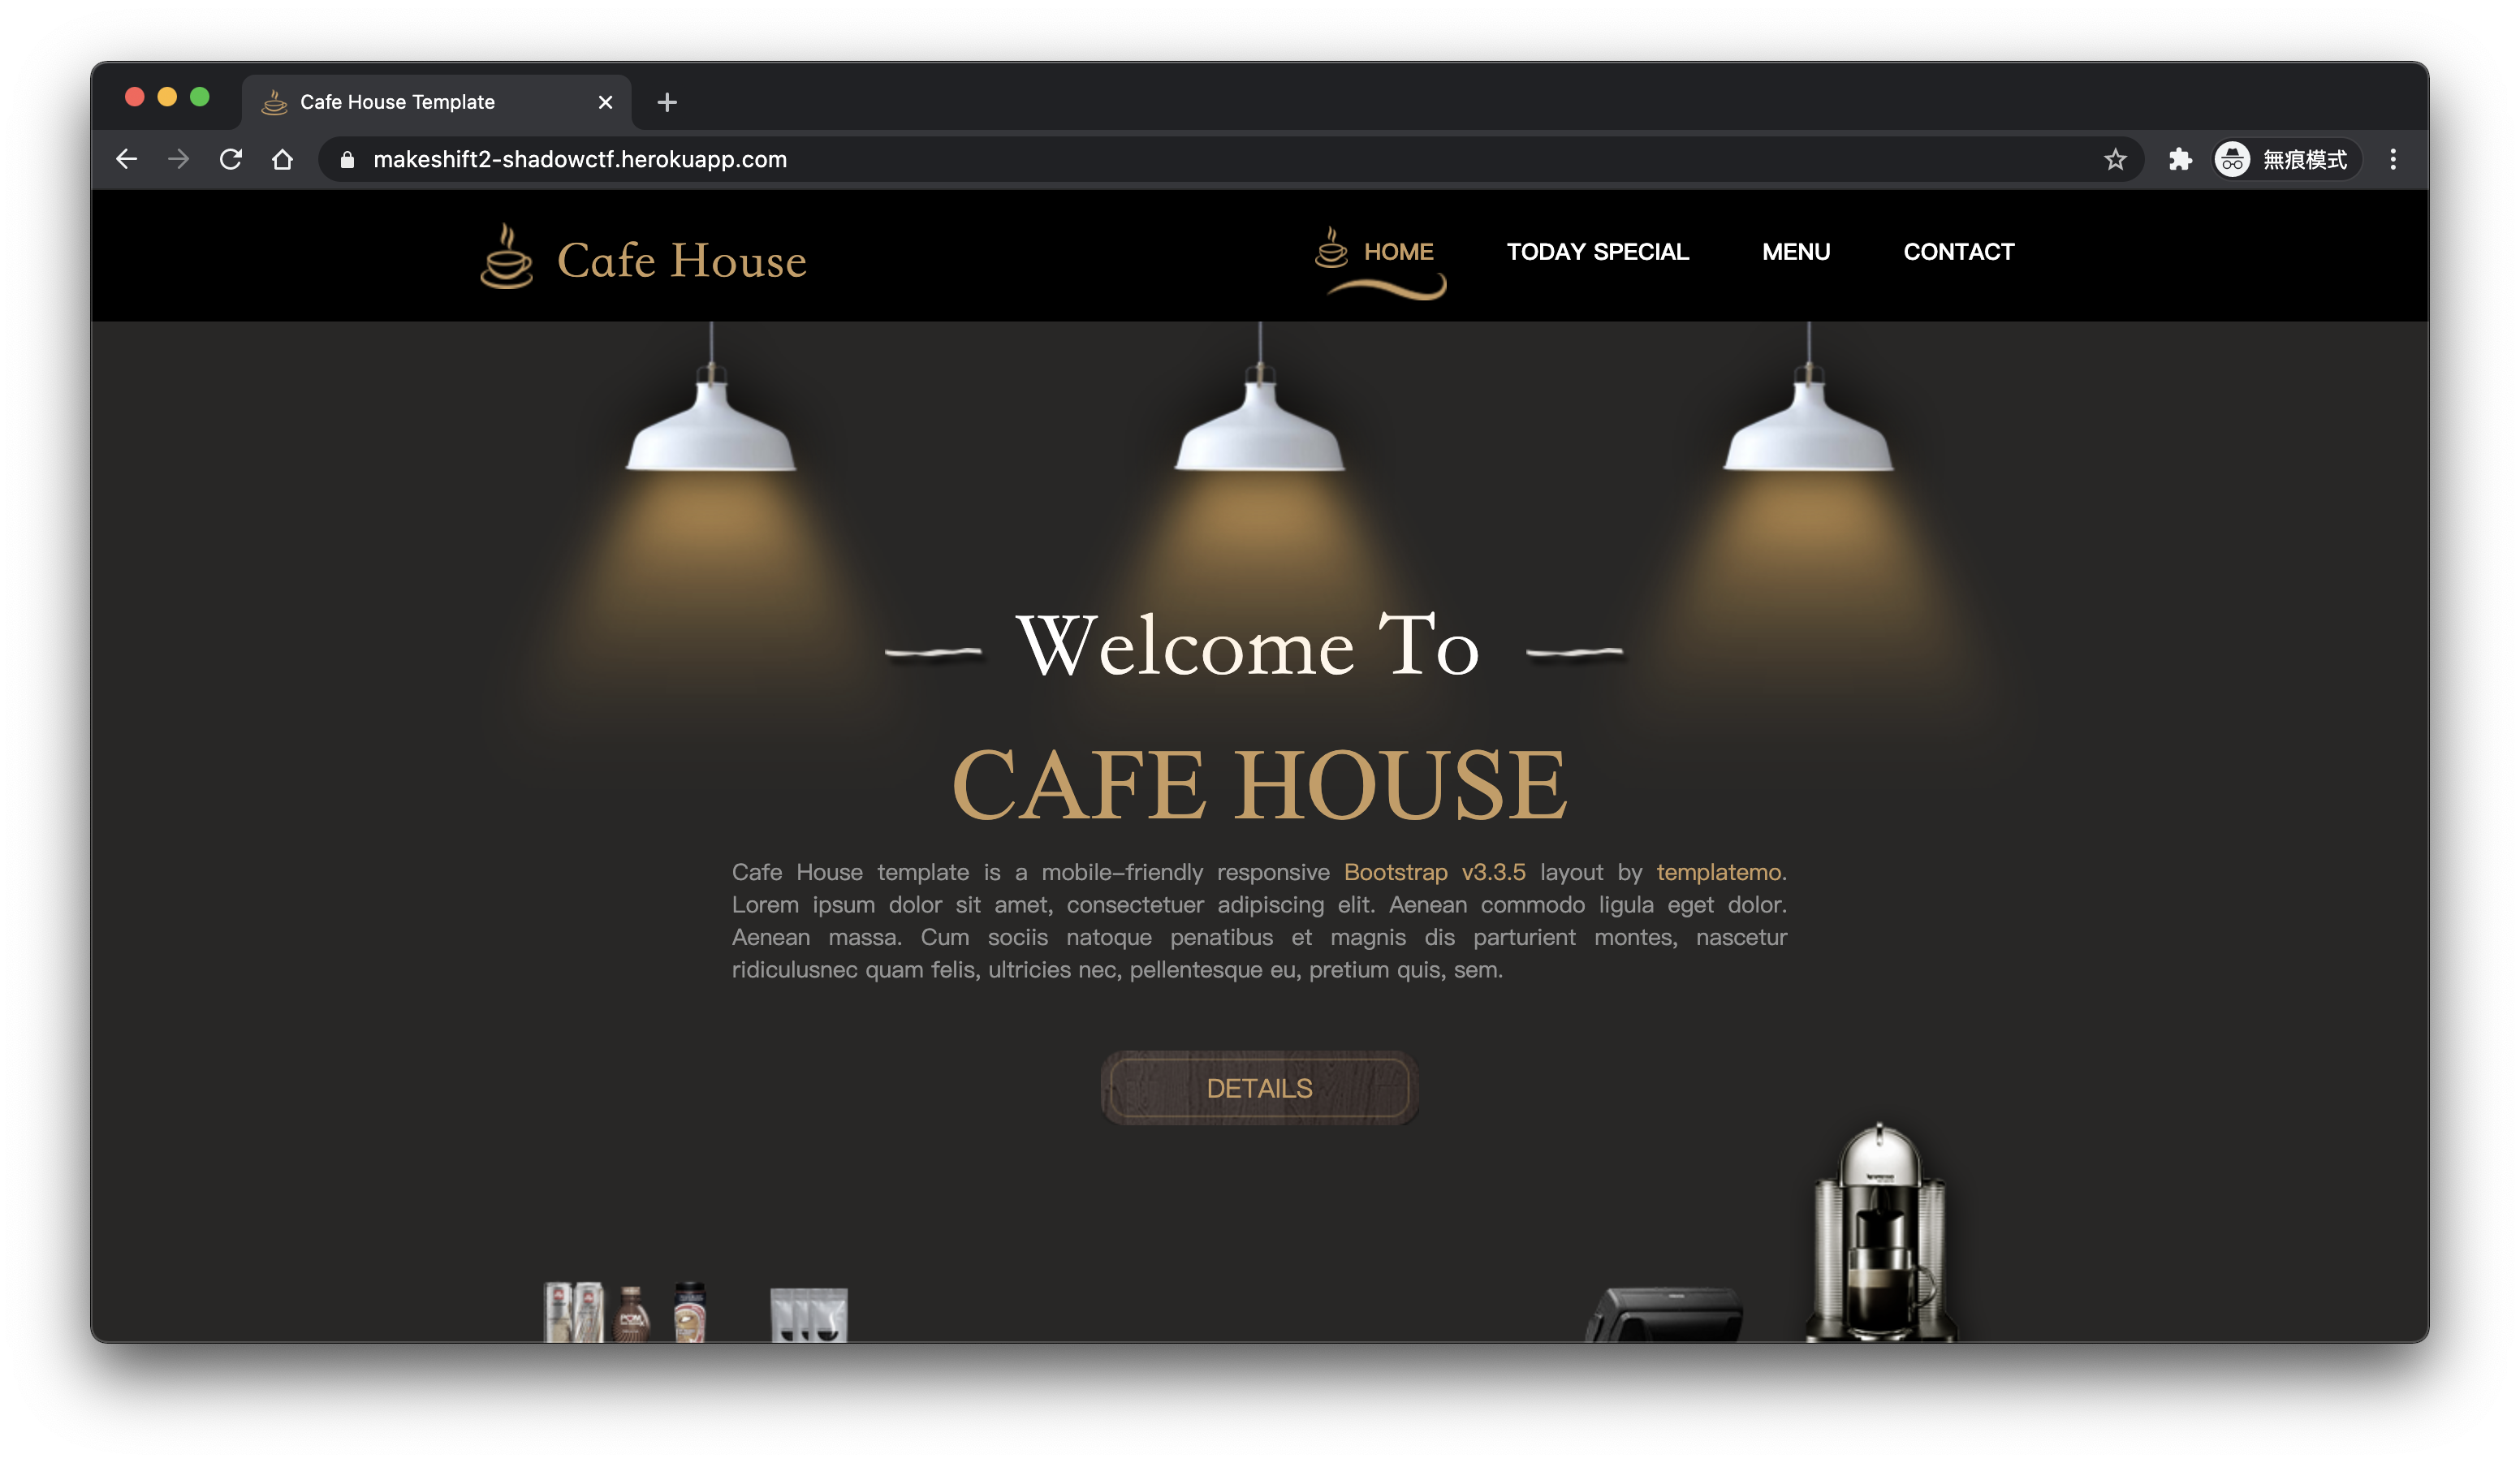 Cafe House Template
makeshift2-shadowctf.herokuapp.com
無痕模式
Cafe House
HOME
TODAY SPECIAL
MENU
CONTACT
Welcome To
CAFE HOUSE
Cafe House template is a mobile-friendly responsive Bootstrap v3.3.5 layout by templatemo.
Lorem ipsum dolor sit amet, consectetuer adipiscing elit. Aenean commodo ligula eget dolor.
Aenean massa. Cum sociis natoque penatibus et magnis dis parturient montes, nascetur
ridiculusnec quam felis, ultricies nec, pellentesque eu, pretium quis, sem.
DETAILS
POM